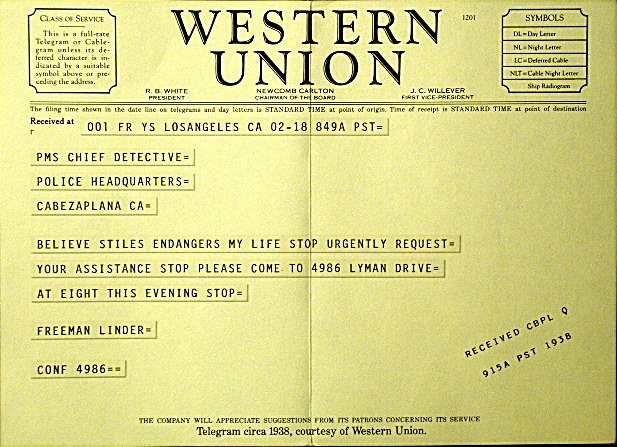 CLASS OF SERVICE
This is a full-rate
Telegram or Cable-
gram unless its de-
ferred character is in-
dicated by a suitable
symbol above or pre-
ceding the address.
WESTERN
UNION
1201
SYMBOLS
DL=Day Letter
NL=Night Letter
LC=Deferred Cable
NLT=Cable Night Letter
Ship Radiogram
R. B. WHITE
PRESIDENT
NEWCOMB CARLTON
CHAIRMAN OF THE BOARD
J. C. WILLEVER
FIRST VICE-PRESIDENT
The filing time shown in the date line on telegrams and day letters is STANDARD TIME at point of origin. Time of receipt is STANDARD TIME at point of destination
Received at
r
001 FR YS LOSANGELES CA 02-18 849A PST=
PMS CHIEF DETECTIVE=
POLICE HEADQUARTERS=
CABEZAPLANA CA=
BELIEVE STILES ENDANGERS MY LIFE STOP URGENTLY REQUEST=
YOUR ASSISTANCE STOP PLEASE COME TO 4986 LYMAN DRIVE=
AT EIGHT THIS EVENING STOP=
FREEMAN LINDER=
CONF 4986==
RECEIVED CBPL Q
915A PST 1938
THE COMPANY WILL APPRECIATE SUGGESTIONS FROM ITS PATRONS CONCERNING ITS SERVICE
Telegram circa 1938, courtesy of Western Union.